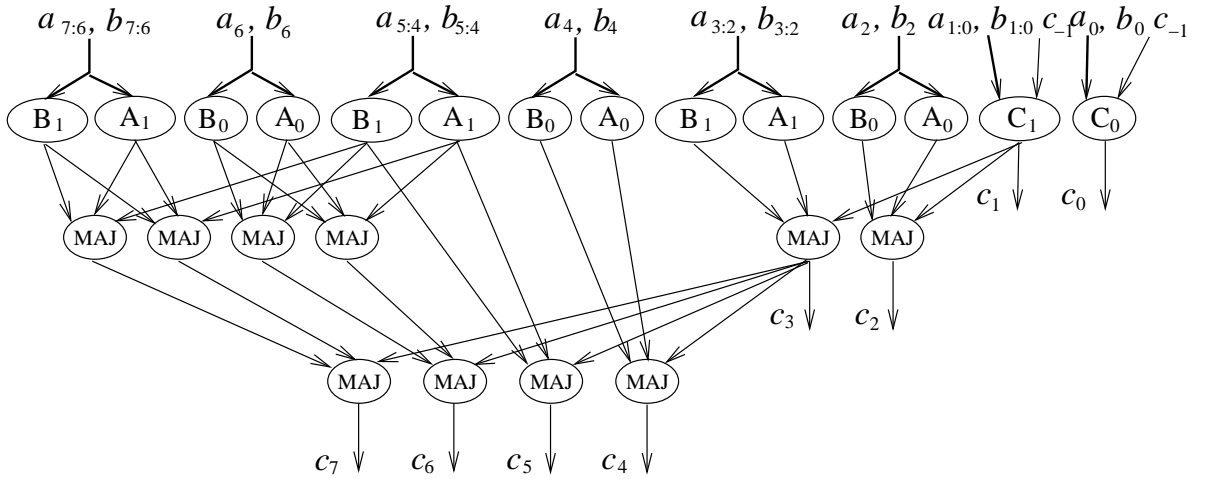 a7:6, b7:6 a6, b6 a5:4, b5:4 a4, b4 a3:2, b3:2 a2, b2 a1:0, b1:0 c−1 a0, b0 c−1
B1 A1 B0 A0 B1 A1 B0 A0 B1 A1 B0 A0 C1 C0
c1 c0
MAJ MAJ MAJ MAJ MAJ MAJ
c3 c2
MAJ MAJ MAJ MAJ
c7 c6 c5 c4